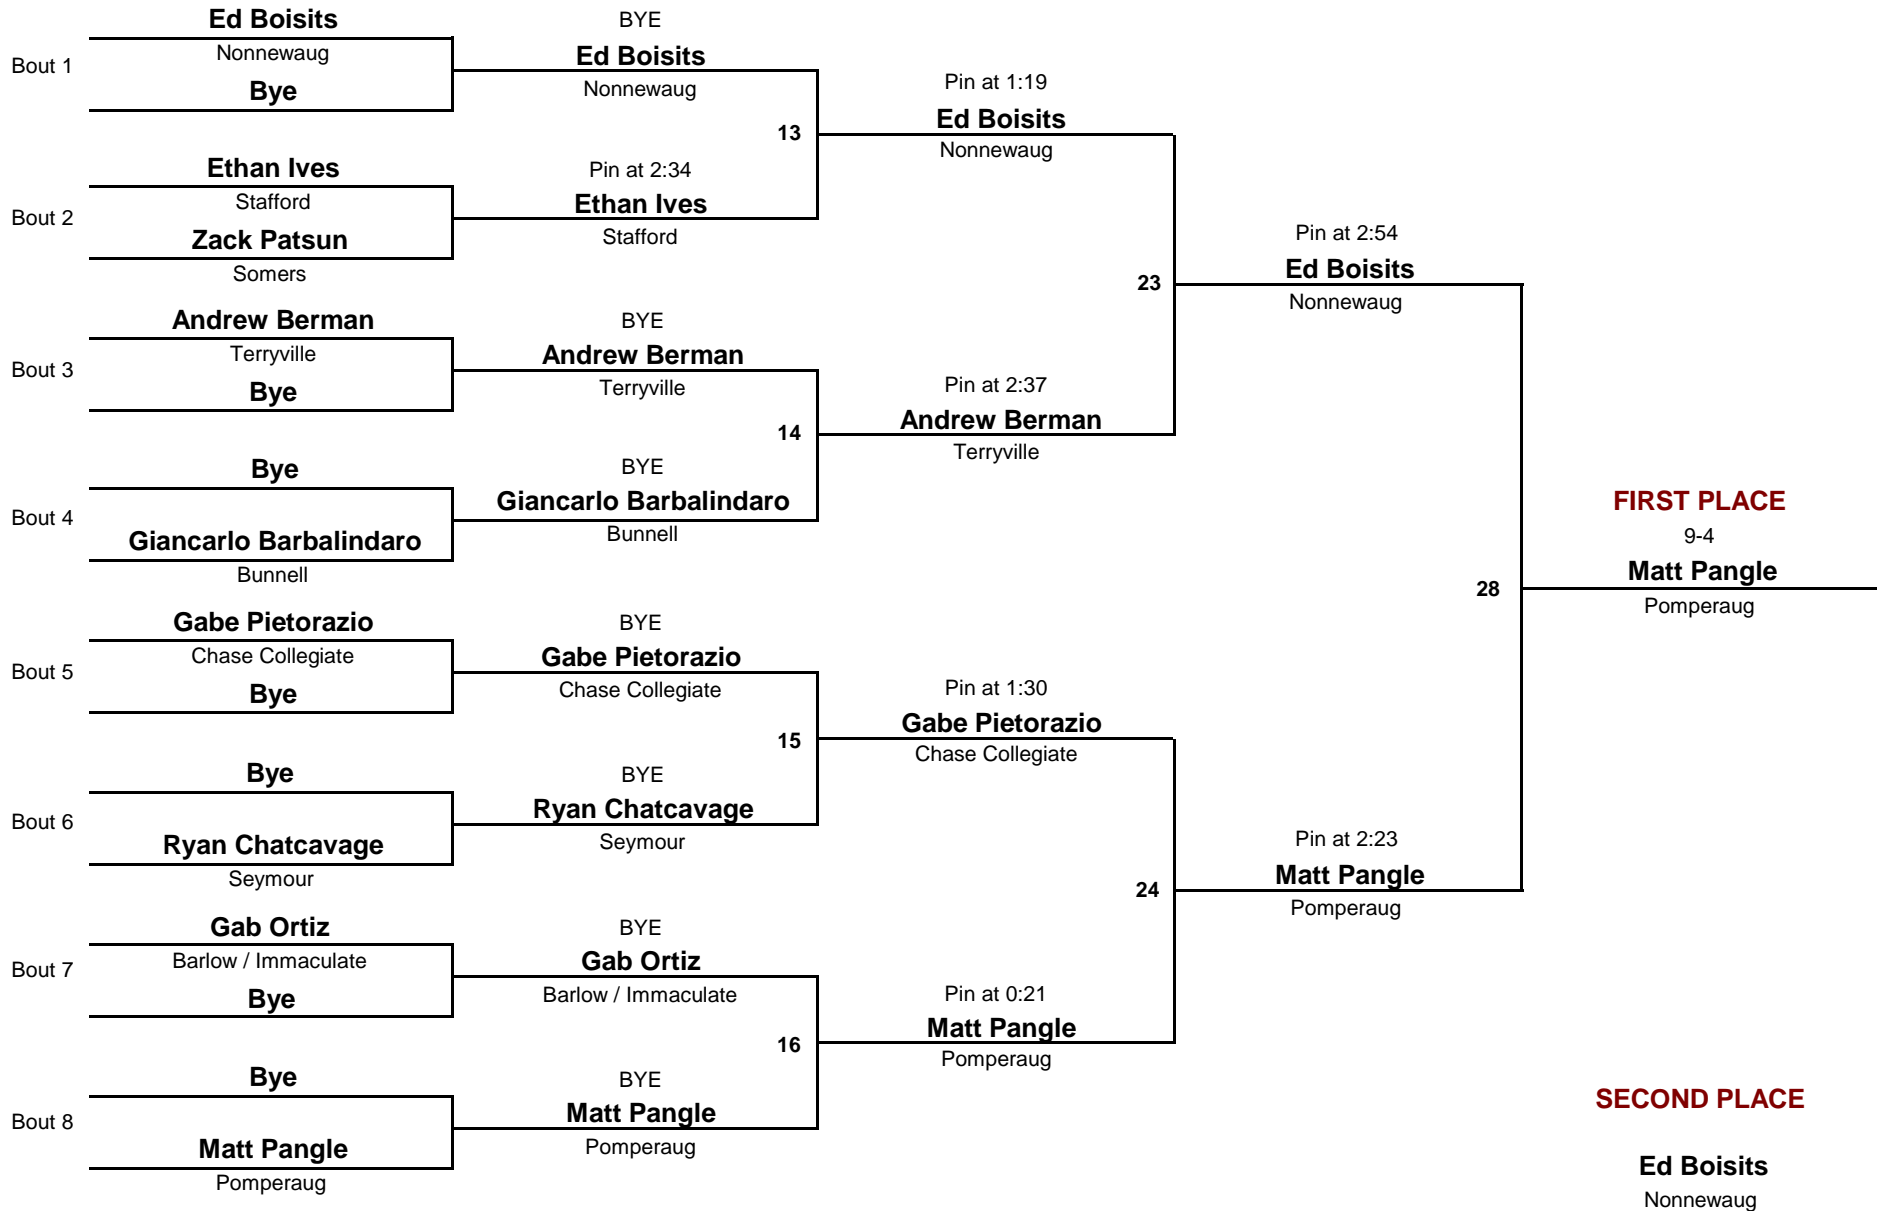 Ed Boisits
Nonnewaug
Bout 1
Bye
Ethan Ives
Stafford
Bout 2
Zack Patsun
Somers
Andrew Berman
Terryville
Bout 3
Bye
Bye
Bout 4
Giancarlo Barbalindaro
Bunnell
Gabe Pietorazio
Chase Collegiate
Bout 5
Bye
Bye
Bout 6
Ryan Chatcavage
Seymour
Gab Ortiz
Barlow / Immaculate
Bout 7
Bye
Bye
Bout 8
Matt Pangle
Pomperaug
BYE
Ed Boisits
Nonnewaug
13
Pin at 2:34
Ethan Ives
Stafford
BYE
Andrew Berman
Terryville
14
BYE
Giancarlo Barbalindaro
Bunnell
BYE
Gabe Pietorazio
Chase Collegiate
15
BYE
Ryan Chatcavage
Seymour
BYE
Gab Ortiz
Barlow / Immaculate
16
BYE
Matt Pangle
Pomperaug
Pin at 1:19
Ed Boisits
Nonnewaug
23
Pin at 2:37
Andrew Berman
Terryville
Pin at 1:30
Gabe Pietorazio
Chase Collegiate
24
Pin at 0:21
Matt Pangle
Pomperaug
Pin at 2:54
Ed Boisits
Nonnewaug
28
Pin at 2:23
Matt Pangle
Pomperaug
FIRST PLACE
9-4
Matt Pangle
Pomperaug
SECOND PLACE
Ed Boisits
Nonnewaug